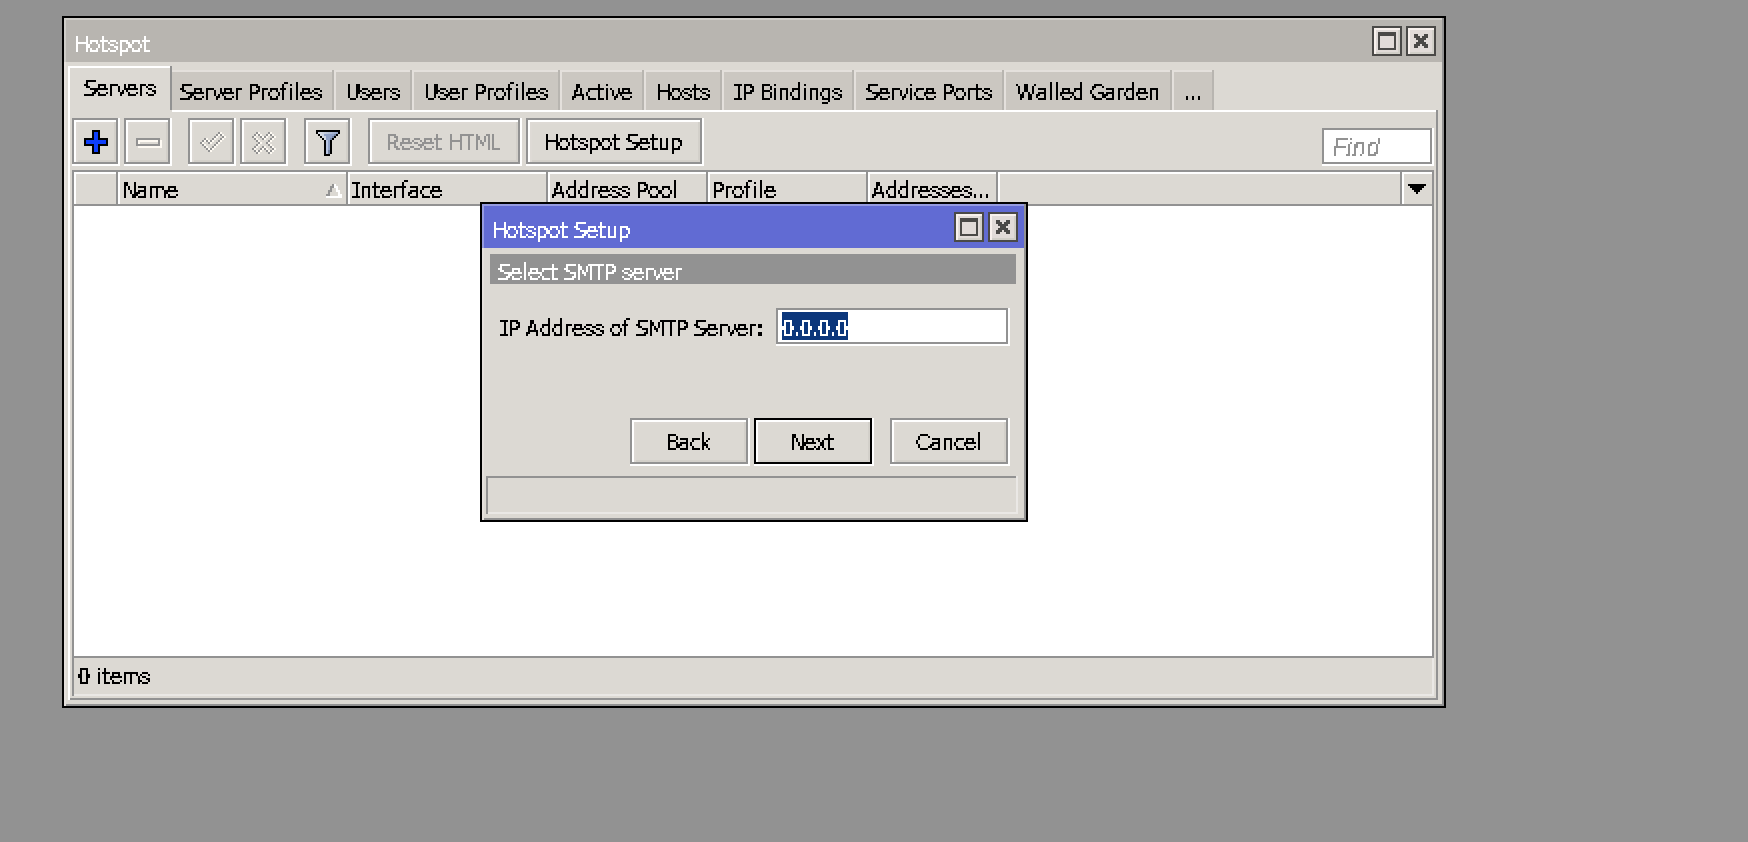 Hotspot
Servers Server Profiles Users User Profiles Active Hosts IP Bindings Service Ports Walled Garden ...
Reset HTML Hotspot Setup Find
Name Interface Address Pool Profile Addresses...
Hotspot Setup
Select SMTP server
IP Address of SMTP Server: 0.0.0.0
Back Next Cancel
0 items